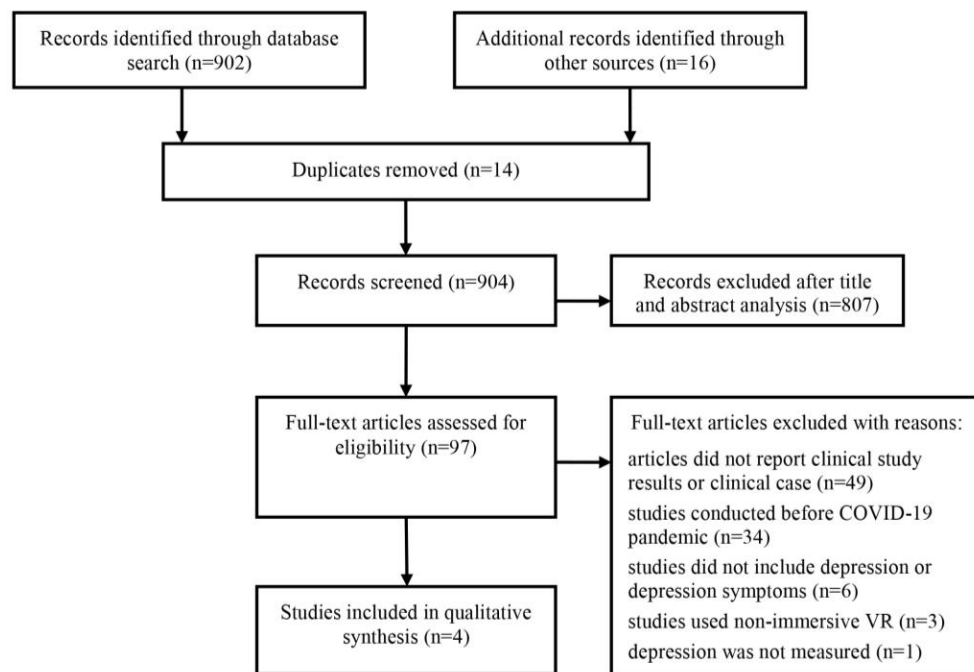 Records identified through database
search (n=902)
Additional records identified through
other sources (n=16)
Duplicates removed (n=14)
Records screened (n=904)
Records excluded after title
and abstract analysis (n=807)
Full-text articles assessed for
eligibility (n=97)
Full-text articles excluded with reasons:
articles did not report clinical study
results or clinical case (n=49)
studies conducted before COVID-19
pandemic (n=34)
studies did not include depression or
depression symptoms (n=6)
studies used non-immersive VR (n=3)
depression was not measured (n=1)
Studies included in qualitative
synthesis (n=4)